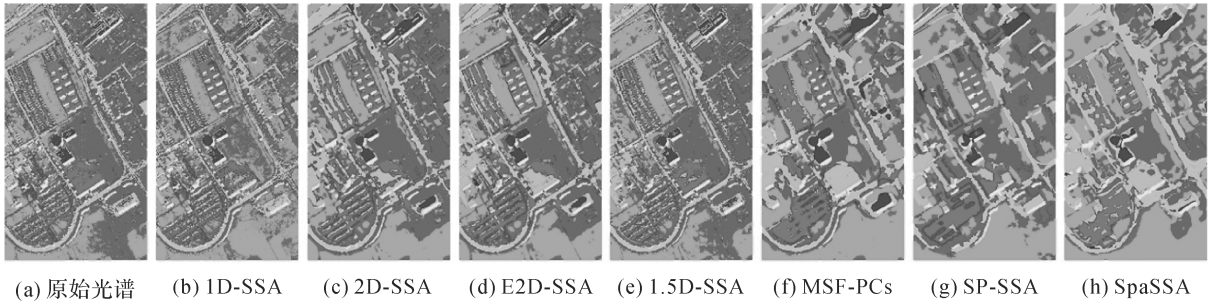 (a) 原始光谱 (b) 1D-SSA (c) 2D-SSA (d) E2D-SSA (e) 1.5D-SSA (f) MSF-PCs (g) SP-SSA (h) SpaSSA